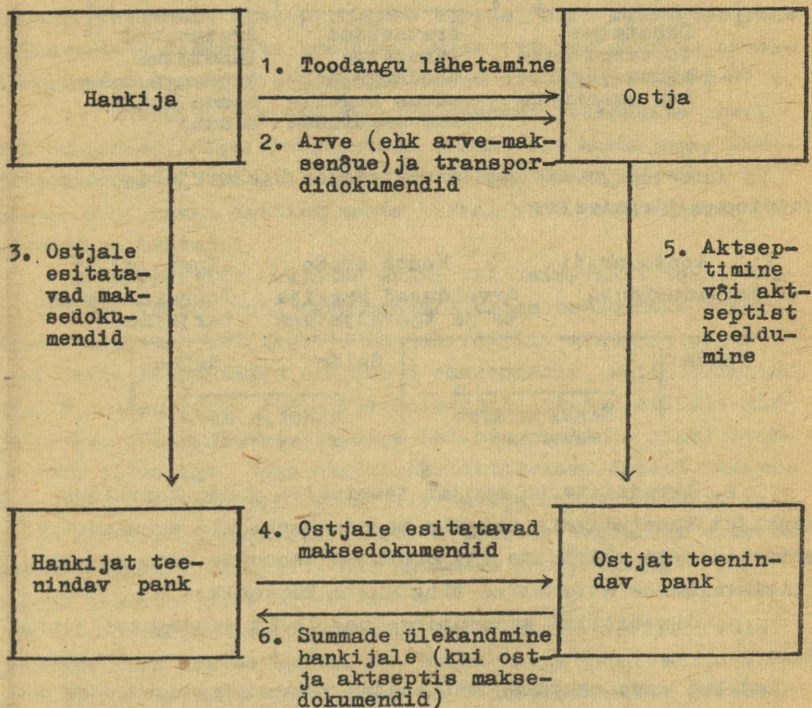 1. Toodangu lähetamine
Hankija
Ostja
2. Arve (ehk arve-mak-
senõue)ja transpor-
didokumendid
3. Ostjale
esitata-
vad mak-
sedoku-
mendid
5. Aktsep-
timine
või akt-
septist
keeldu-
mine
4. Ostjale esitatavad
maksedokumendid
Hankijat tee-
nindav pank
Ostjat teenin-
dav pank
6. Summade ülekandmine
hankijale (kui ost-
ja aktseptis makse-
dokumendid)